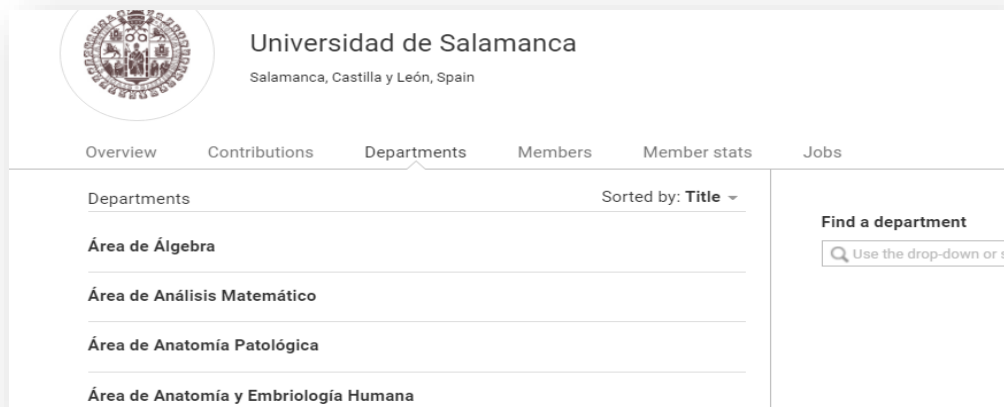 Universidad de Salamanca
Salamanca, Castilla y León, Spain
Overview Contributions Departments Members Member stats Jobs
Departments Sorted by: Title
Find a department
Use the drop-down or
Área de Álgebra
Área de Análisis Matemático
Área de Anatomía Patológica
Área de Anatomía y Embriología Humana